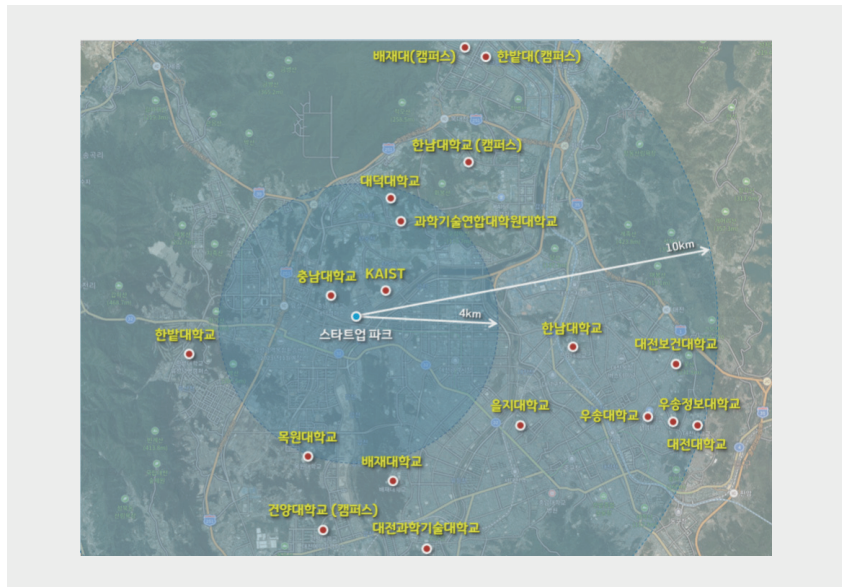 배재대(캠퍼스)
한밭대(캠퍼스)
한남대학교 (캠퍼스)
대덕대학교
과학기술연합대학원대학교
10km
충남대학교
KAIST
4km
스타트업 파크
한밭대학교
한남대학교
대전보건대학교
을지대학교
우송대학교
우송정보대학교
대전대학교
목원대학교
배재대학교
건양대학교 (캠퍼스)
대전과학기술대학교